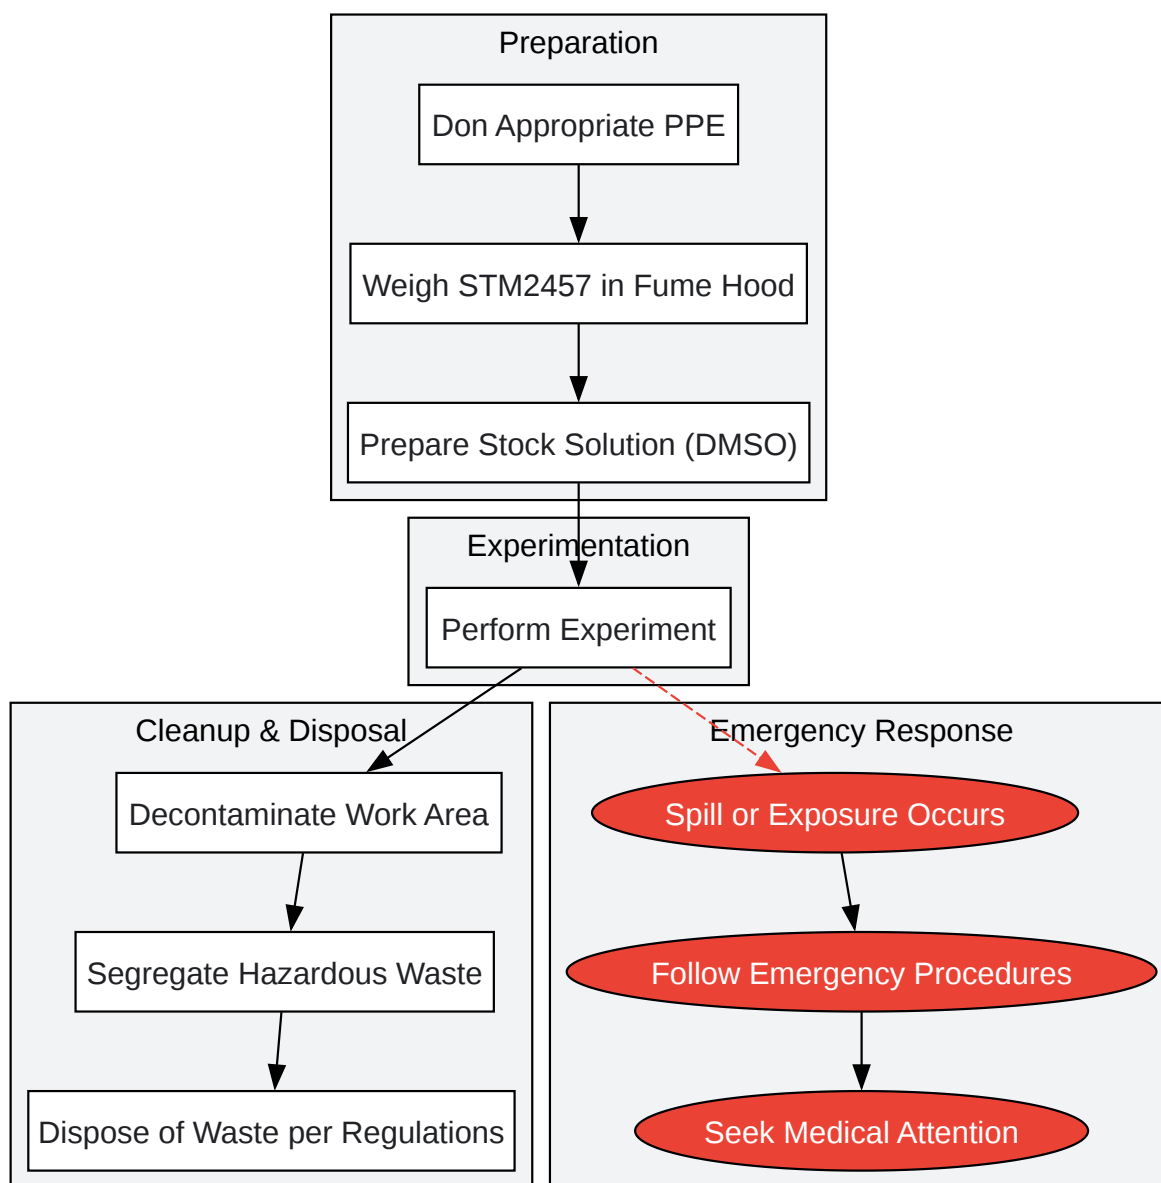 Preparation
Don Appropriate PPE
Weigh STM2457 in Fume Hood
Prepare Stock Solution (DMSO)
Experimentation
Perform Experiment
Cleanup & Disposal
Decontaminate Work Area
Segregate Hazardous Waste
Dispose of Waste per Regulations
Emergency Response
Spill or Exposure Occurs
Follow Emergency Procedures
Seek Medical Attention